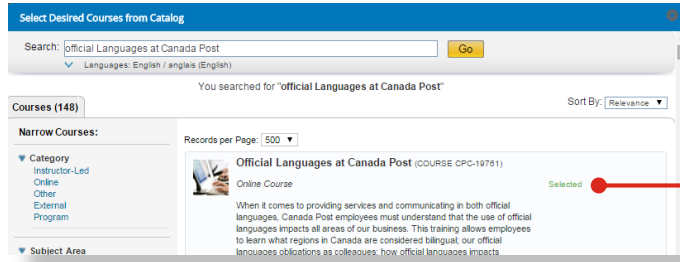 Select Desired Courses from Catalog
Search: official Languages at Canada Post Go
Languages: English / anglais (English)
You searched for "official Languages at Canada Post"
Courses (148)
Sort By: Relevance
Narrow Courses:
Records per Page: 500
Category
Instructor-Led
Online
Other
External
Program
Subject Area
Official Languages at Canada Post (COURSE CPC-19761)
Online Course
Selected
When it comes to providing services and communicating in both official
languages, Canada Post employees must understand that the use of official
languages impacts all areas of our business. This training allows employees
to learn what regions in Canada are considered bilingual; our official
languages obligations as colleagues; how official languages impacts